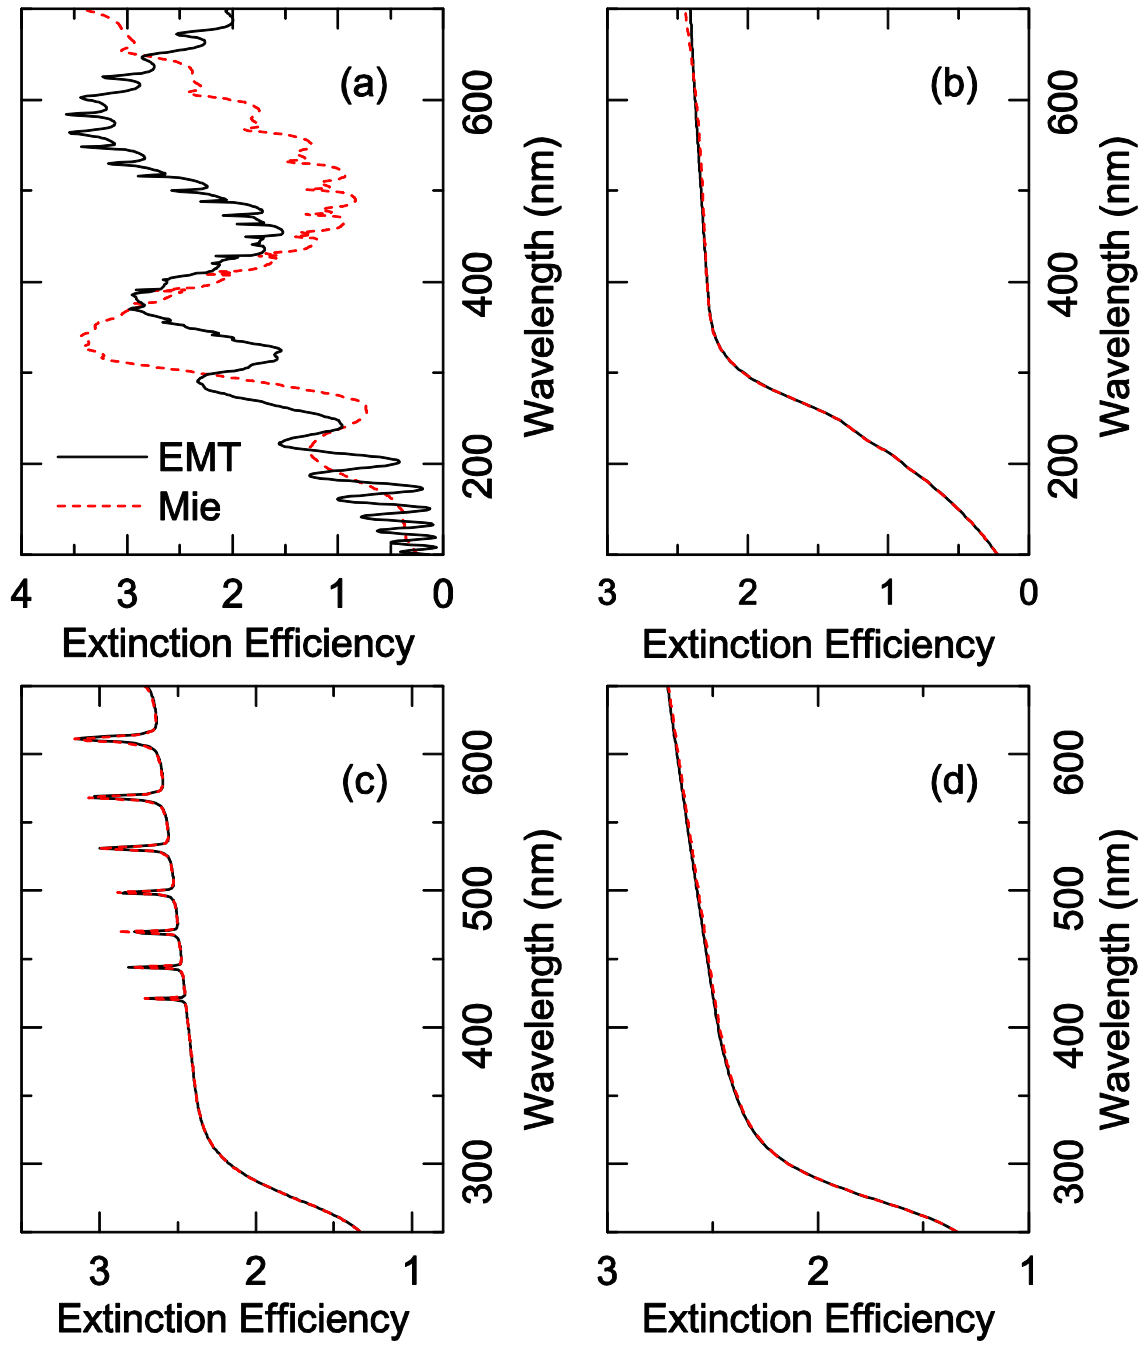 (a)
600
400
200
Wavelength (nm)
EMT
Mie
4 3 2 1 0
Extinction Efficiency
(b)
600
400
200
Wavelength (nm)
3 2 1 0
Extinction Efficiency
(c)
600
500
400
300
Wavelength (nm)
3 2 1
Extinction Efficiency
(d)
600
500
400
300
Wavelength (nm)
3 2 1
Extinction Efficiency